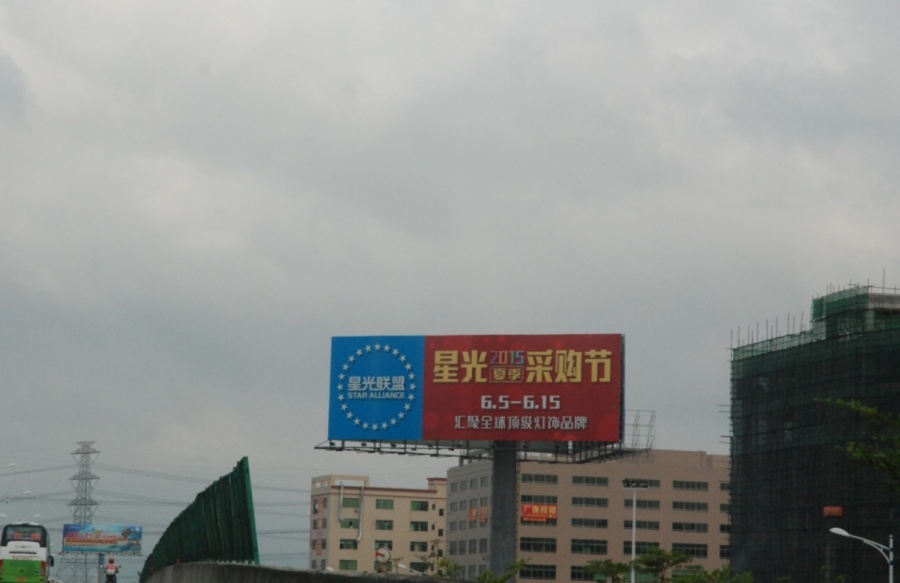 星光联盟
STAR ALLIANCE
星光2015夏季采购节
6.5-6.15
汇聚全球顶级灯饰品牌